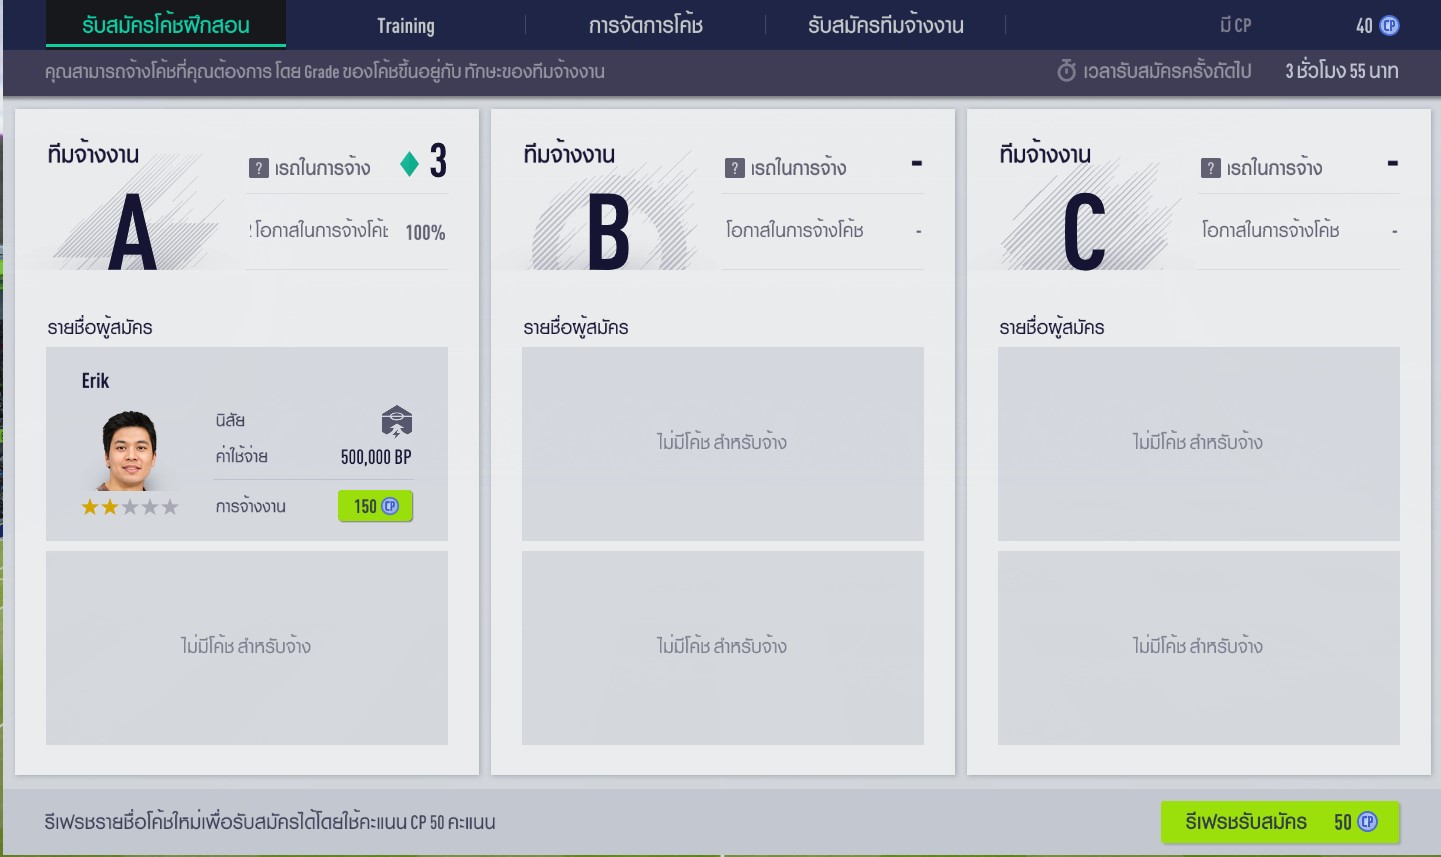 รับสมัครโค้ชฝึกสอน Training การจัดการโค้ช รับสมัครทีมจ้างงาน มี CP 40 CP
คุณสามารถจ้างโค้ชที่คุณต้องการ โดย Grade ของโค้ชขึ้นอยู่กับ ทักษะของทีมจ้างงาน เวลารับสมัครครั้งถัดไป 3 ชั่วโมง 55 นาท
ทีมจ้างงาน
A
? ารถในการจ้าง 3
โอกาสในการจ้างโค้ช 100%
รายชื่อผู้สมัคร
Erik
นิสัย
ค่าใช้จ่าย 500,000 BP
การจ้างงาน 150 CP
ไม่มีโค้ช สำหรับจ้าง
ทีมจ้างงาน
B
? ารถในการจ้าง -
โอกาสในการจ้างโค้ช -
รายชื่อผู้สมัคร
ไม่มีโค้ช สำหรับจ้าง
ไม่มีโค้ช สำหรับจ้าง
ทีมจ้างงาน
C
? ารถในการจ้าง -
โอกาสในการจ้างโค้ช -
รายชื่อผู้สมัคร
ไม่มีโค้ช สำหรับจ้าง
ไม่มีโค้ช สำหรับจ้าง
รีเฟรชรายชื่อโค้ชใหม่เพื่อรับสมัครได้โดยใช้คะแนน CP 50 คะแนน รีเฟรชรับสมัคร 50 CP